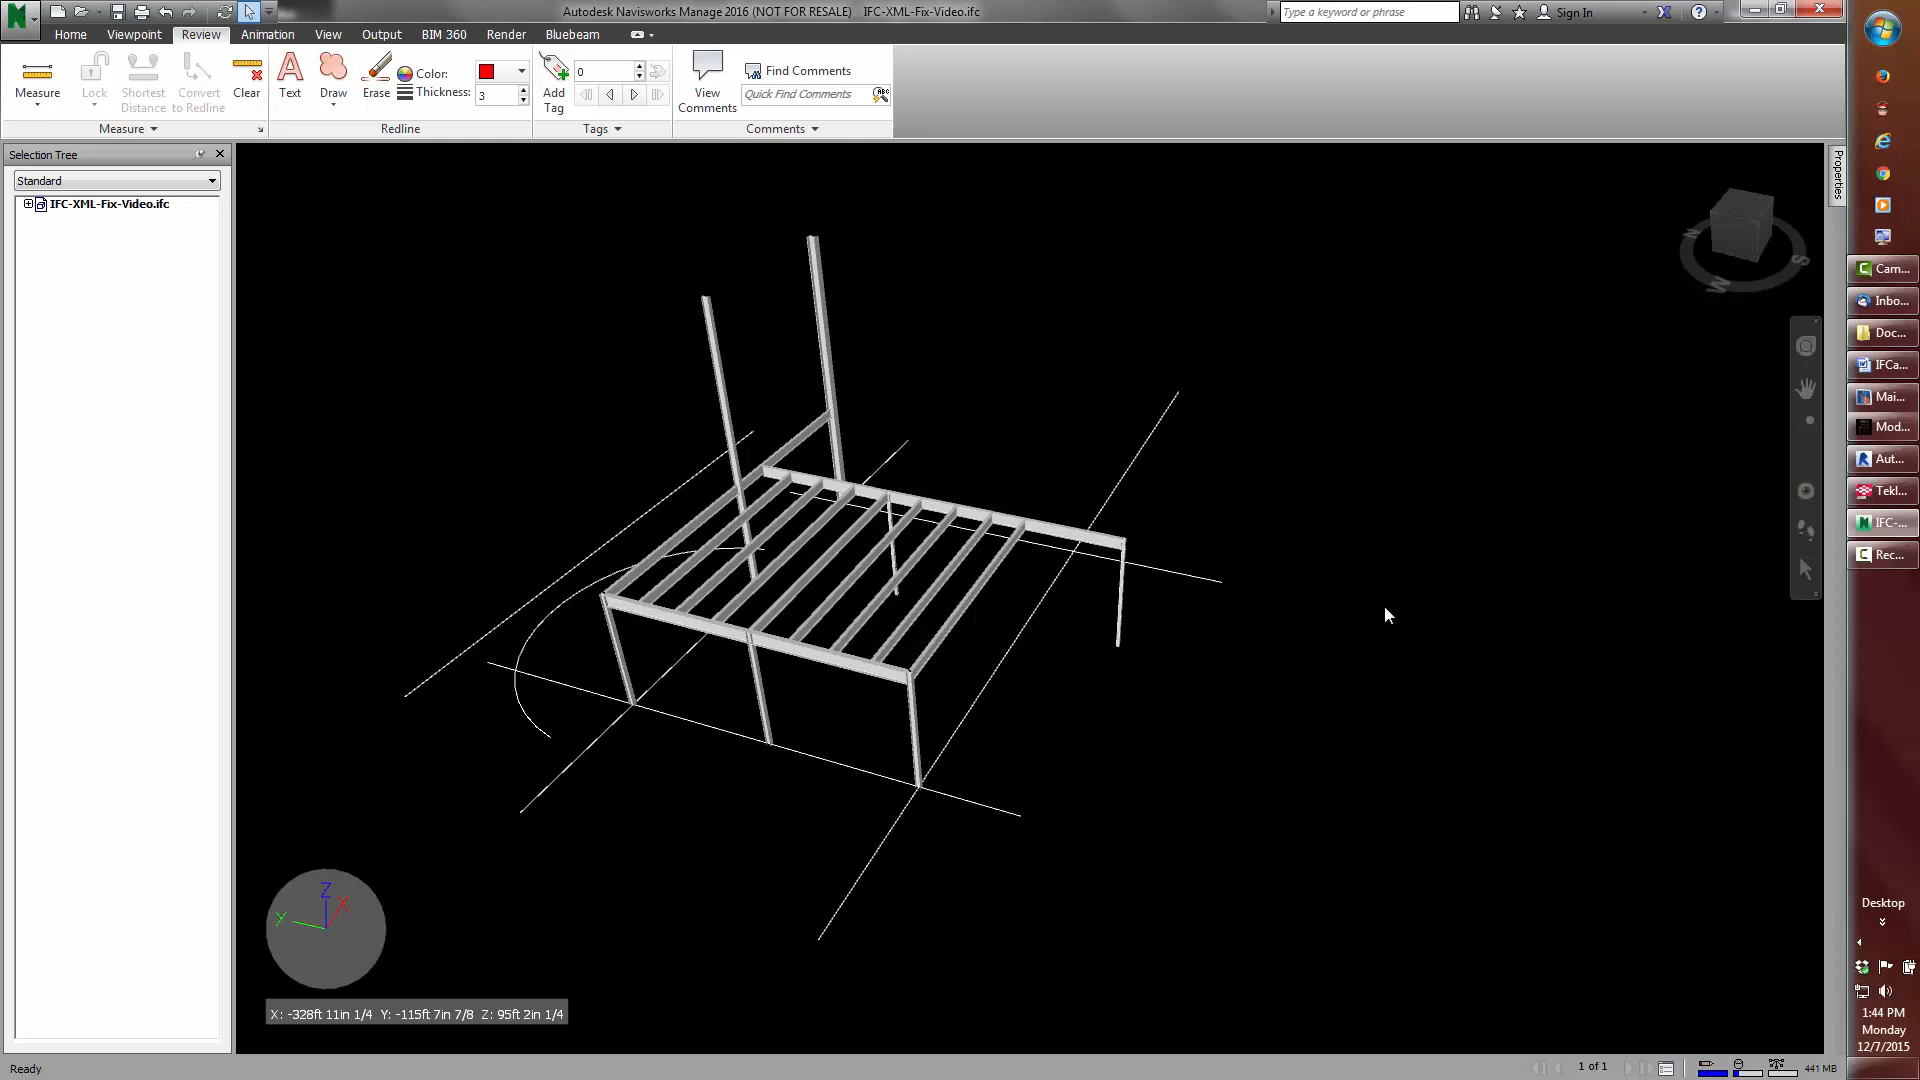 Autodesk Navisworks Manage 2016 (NOT FOR RESALE) IFC-XML-Fix-Video.ifc
Type a keyword or phrase
Sign In
Home Viewpoint Review Animation View Output BIM 360 Render Bluebeam
Measure
Lock
Shortest
Distance
Convert
to Redline
Clear
Text
Draw
Erase
Color:
Thickness: 3
Add
Tag
0
View
Comments
Find Comments
Quick Find Comments
Measure
Redline
Tags
Comments
Selection Tree
Standard
IFC-XML-Fix-Video.ifc
Properties
N
S
W
Z
X
Y
X: -328ft 11in 1/4 Y: -115ft 7in 7/8 Z: 95ft 2in 1/4
Ready
1 of 1
441 MB
Cam...
Inbo...
Doc...
IFCa...
Mai...
Mod...
Aut...
Tekl...
IFC-...
Rec...
Desktop
1:44 PM
Monday
12/7/2015